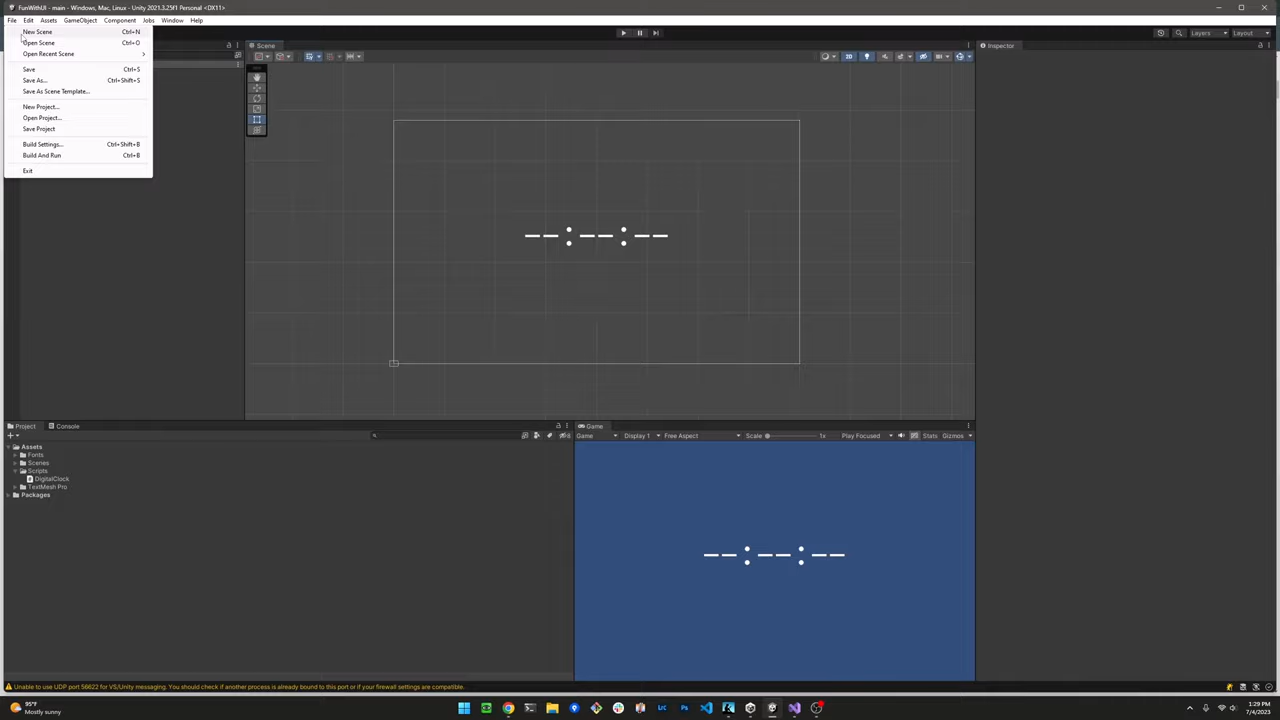 FunWithUI - main - Windows, Mac, Linux - Unity 2021.3.25f1 Personal <DX11>
File Edit Assets GameObject Component Jobs Window Help
New Scene Ctrl+N
Open Scene Ctrl+O
Open Recent Scene
Save Ctrl+S
Save As... Ctrl+Shift+S
Save As Scene Template...
New Project...
Open Project...
Save Project
Build Settings... Ctrl+Shift+B
Build And Run Ctrl+B
Exit
Layers Layout
Scene
2D
Inspector
--:--:--
Project Console
Assets
Fonts
Scenes
Scripts
DigitalClock
TextMesh Pro
Packages
Game
Game Display 1 Free Aspect Scale 1x Play Focused Stats Gizmos
--:--:--
Unable to use UDP port 56622 for VS/Unity messaging. You should check if another process is already bound to this port or if your firewall settings are compatible.
95°F
Mostly sunny
1:29 PM
7/4/2023